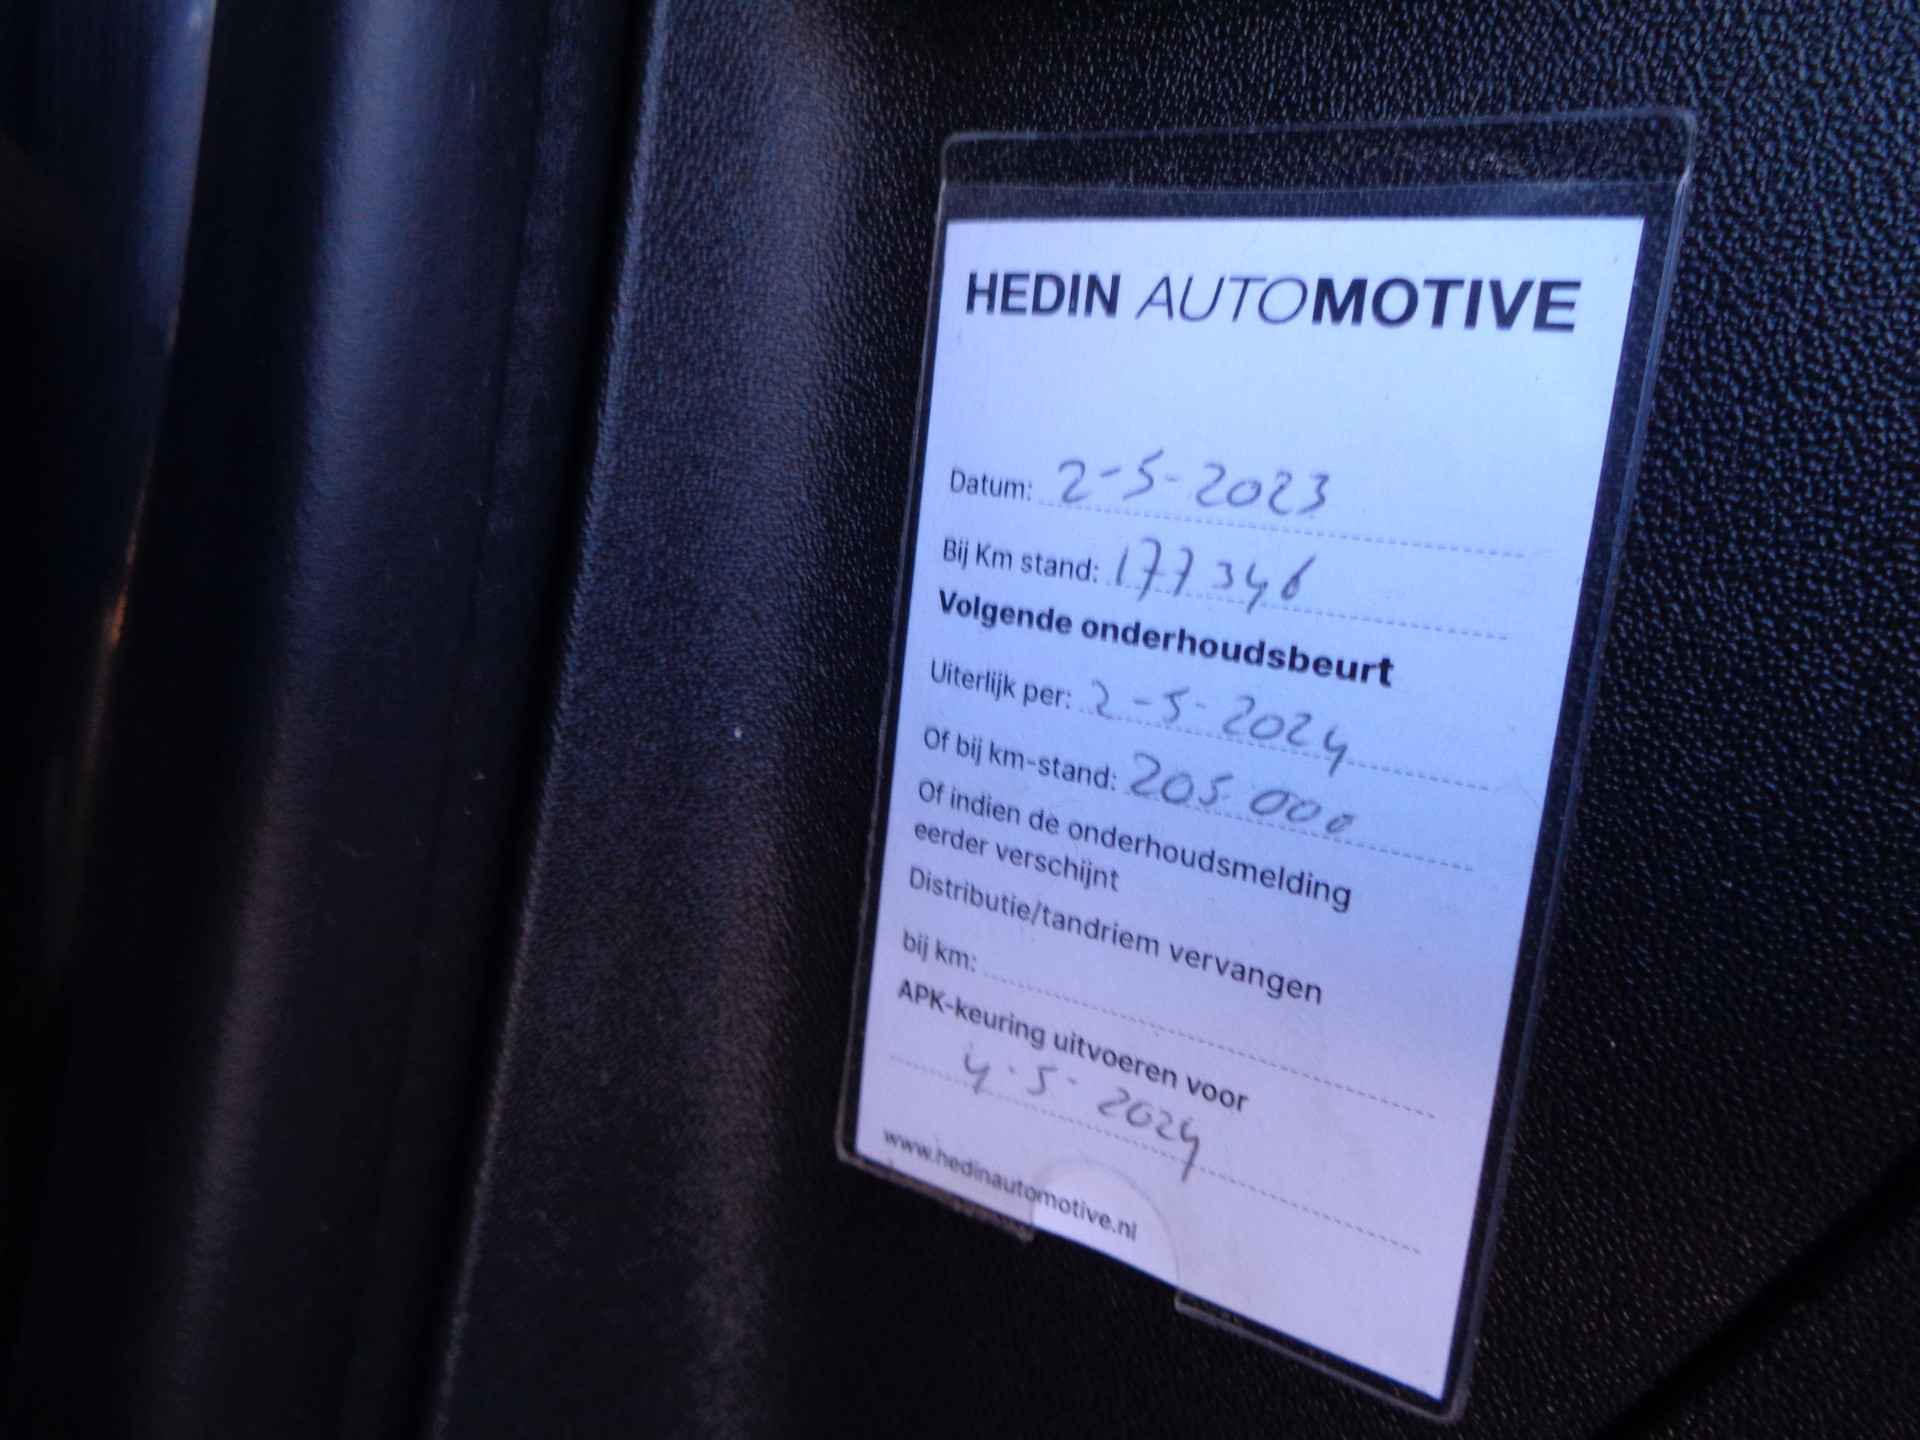 HEDIN AUTOMOTIVE
Datum: 2-5-2023
Bij Km stand: 177346
Volgende onderhoudsbeurt
Uiterlijk per: 2-5-2024
Of bij km-stand: 205.000
Of indien de onderhoudsmelding
eerder verschijnt
Distributie/tandriem vervangen
bij km:
APK-keuring uitvoeren voor
4-5-2024
www.hedinautomotive.nl